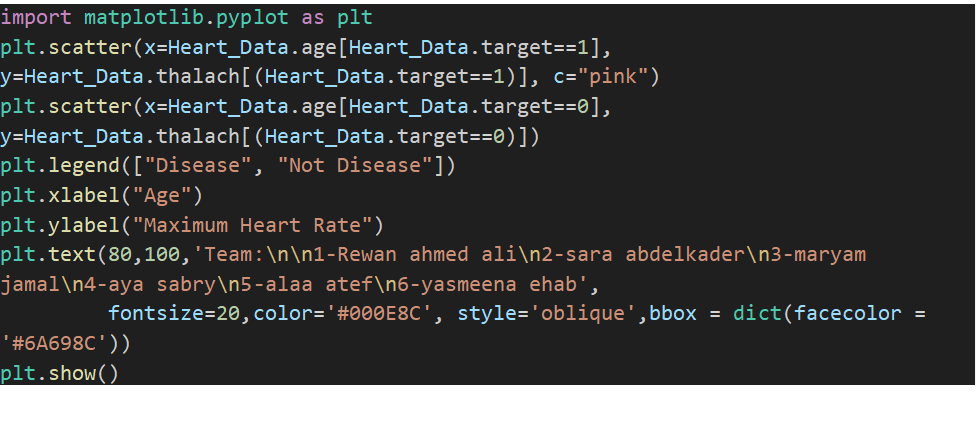 import matplotlib.pyplot as plt
plt.scatter(x=Heart_Data.age[Heart_Data.target==1],
y=Heart_Data.thalach[(Heart_Data.target==1)], c="pink")
plt.scatter(x=Heart_Data.age[Heart_Data.target==0],
y=Heart_Data.thalach[(Heart_Data.target==0)])
plt.legend(["Disease", "Not Disease"])
plt.xlabel("Age")
plt.ylabel("Maximum Heart Rate")
plt.text(80,100,'Team:\n\n1-Rewan ahmed ali\n2-sara abdelkader\n3-maryam
jamal\n4-aya sabry\n5-alaa atef\n6-yasmeena ehab',
         fontsize=20,color='#000E8C', style='oblique',bbox = dict(facecolor =
'#6A698C'))
plt.show()